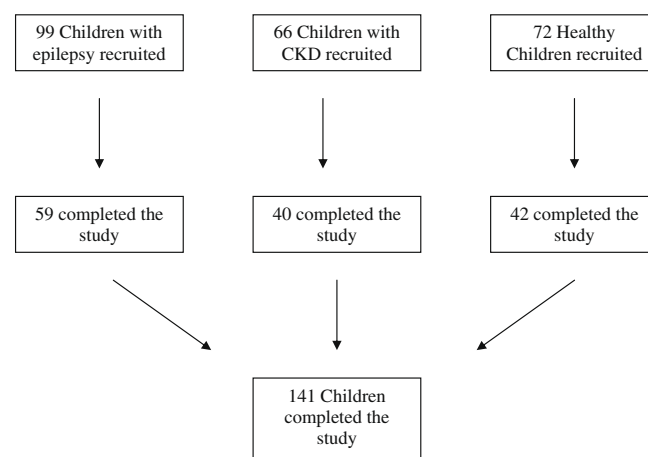 99 Children with
epilepsy recruited
66 Children with
CKD recruited
72 Healthy
Children recruited
59 completed the
study
40 completed the
study
42 completed the
study
141 Children
completed the
study